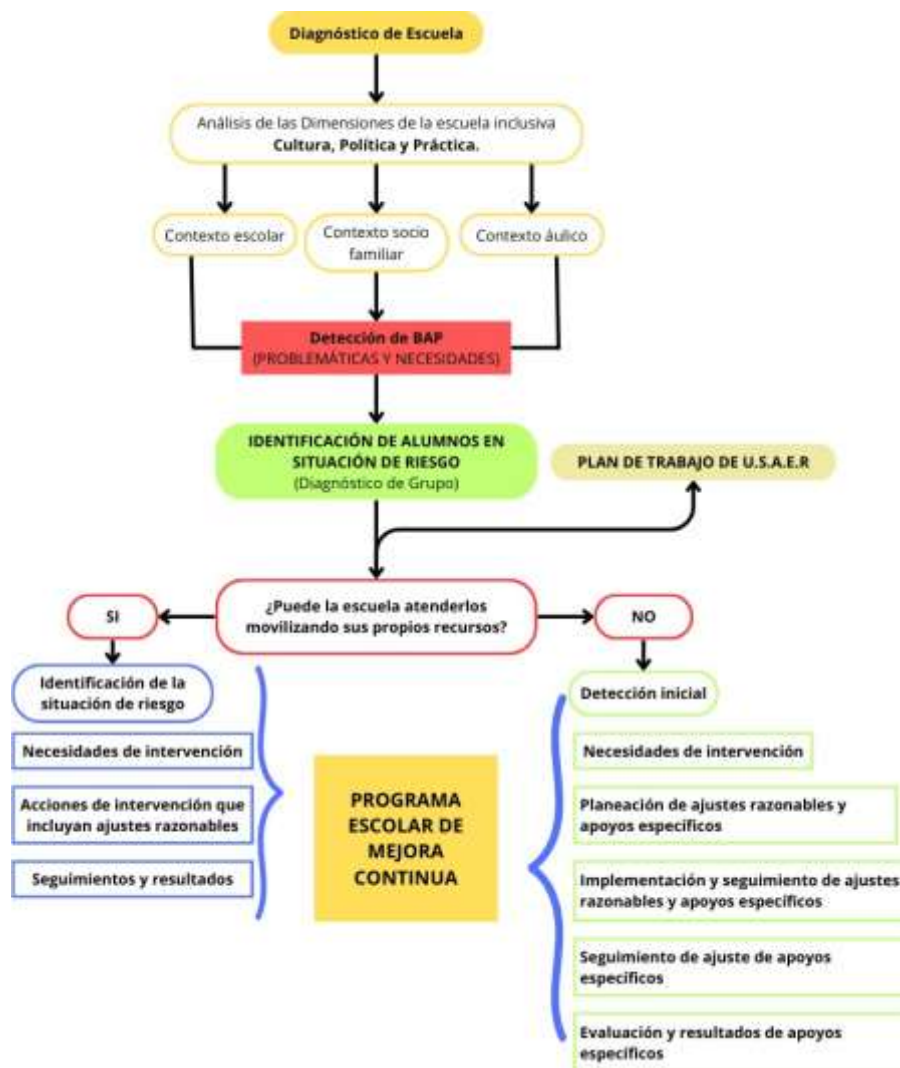 Diagnóstico de Escuela
Análisis de las Dimensiones de la escuela inclusiva
Cultura, Política y Práctica.
Contexto escolar
Contexto socio
familiar
Contexto áulico
Detección de BAP
(PROBLEMÁTICAS Y NECESIDADES)
IDENTIFICACIÓN DE ALUMNOS EN
SITUACIÓN DE RIESGO
(Diagnóstico de Grupo)
PLAN DE TRABAJO DE U.S.A.E.R
¿Puede la escuela atenderlos
movilizando sus propios recursos?
SI
NO
Identificación de la
situación de riesgo
Necesidades de intervención
Acciones de intervención que
incluyan ajustes razonables
Seguimientos y resultados
PROGRAMA
ESCOLAR DE
MEJORA
CONTINUA
Detección inicial
Necesidades de intervención
Planeación de ajustes razonables y
apoyos específicos
Implementación y seguimiento de ajustes
razonables y apoyos específicos
Seguimiento de ajuste de apoyos
específicos
Evaluación y resultados de apoyos
específicos